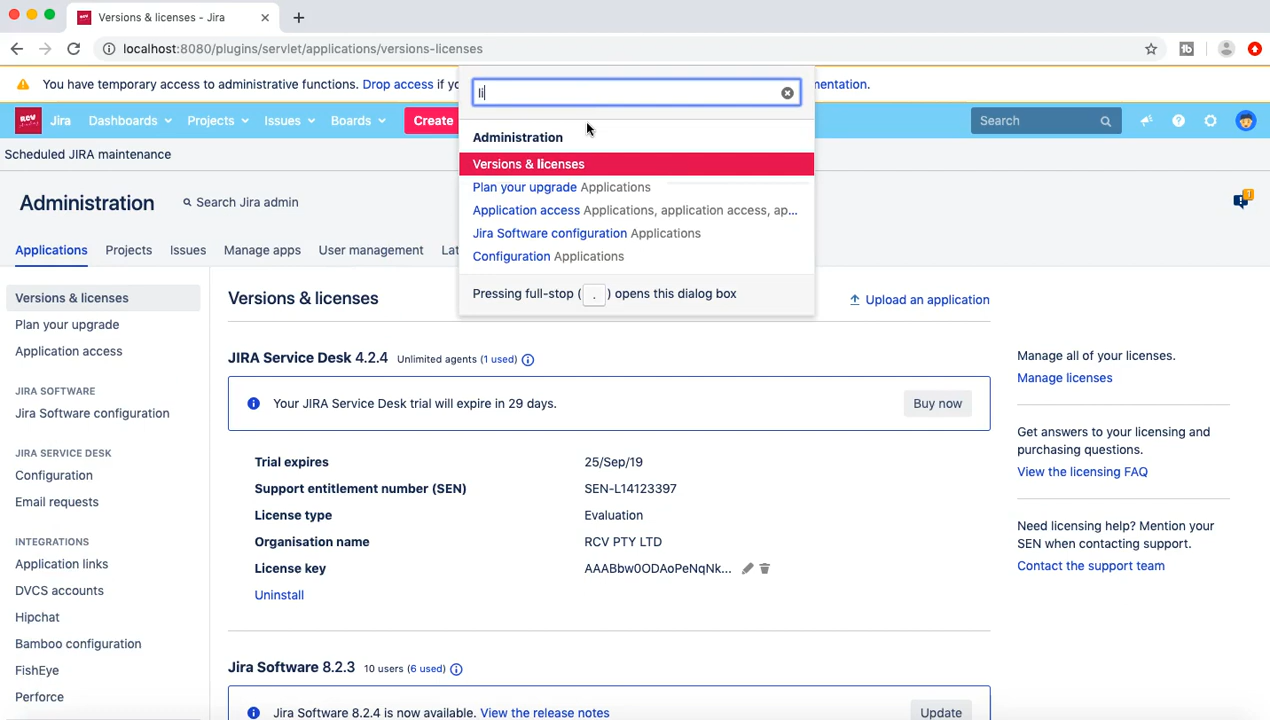 Versions & licenses - Jira
localhost:8080/plugins/servlet/applications/versions-licenses
You have temporary access to administrative functions. Drop access if yo
mentation.
li
RCV
Jira Dashboards Projects Issues Boards Create
Search
Scheduled JIRA maintenance
Administration
Versions & licenses
Plan your upgrade Applications
Application access Applications, application access, ap...
Jira Software configuration Applications
Configuration Applications
Pressing full-stop ( . ) opens this dialog box
Administration
Search Jira admin
Applications Projects Issues Manage apps User management Lat
Versions & licenses
Plan your upgrade
Application access
JIRA SOFTWARE
Jira Software configuration
JIRA SERVICE DESK
Configuration
Email requests
INTEGRATIONS
Application links
DVCS accounts
Hipchat
Bamboo configuration
FishEye
Perforce
Versions & licenses
Upload an application
JIRA Service Desk 4.2.4 Unlimited agents (1 used)
Your JIRA Service Desk trial will expire in 29 days.
Buy now
Trial expires 25/Sep/19
Support entitlement number (SEN) SEN-L14123397
License type Evaluation
Organisation name RCV PTY LTD
License key AAABbw0ODAoPeNqNk...
Uninstall
Jira Software 8.2.3 10 users (6 used)
Jira Software 8.2.4 is now available. View the release notes
Update
Manage all of your licenses.
Manage licenses
Get answers to your licensing and
purchasing questions.
View the licensing FAQ
Need licensing help? Mention your
SEN when contacting support.
Contact the support team